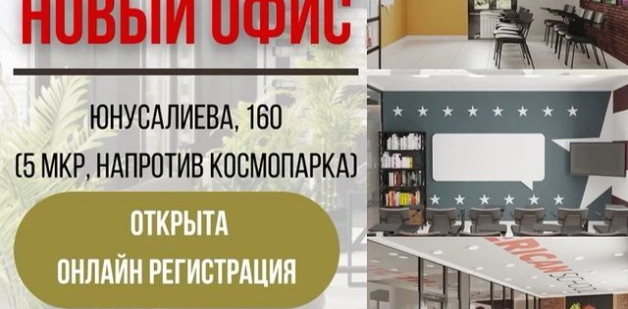 НОВЫЙ ОФИС
ЮНУСАЛИЕВА, 160
(5 МКР, НАПРОТИВ КОСМОПАРКА)
ОТКРЫТА
ОНЛАЙН РЕГИСТРАЦИЯ